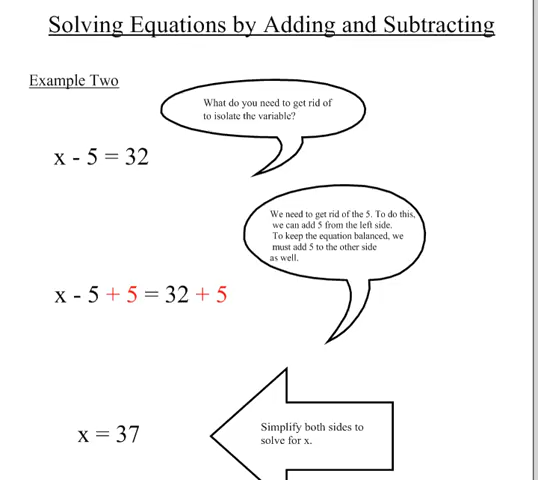 Solving Equations by Adding and Subtracting
Example Two
What do you need to get rid of
to isolate the variable?
x - 5 = 32
We need to get rid of the 5. To do this,
we can add 5 from the left side.
To keep the equation balanced, we
must add 5 to the other side
as well.
x - 5 + 5 = 32 + 5
Simplify both sides to
solve for x.
x = 37